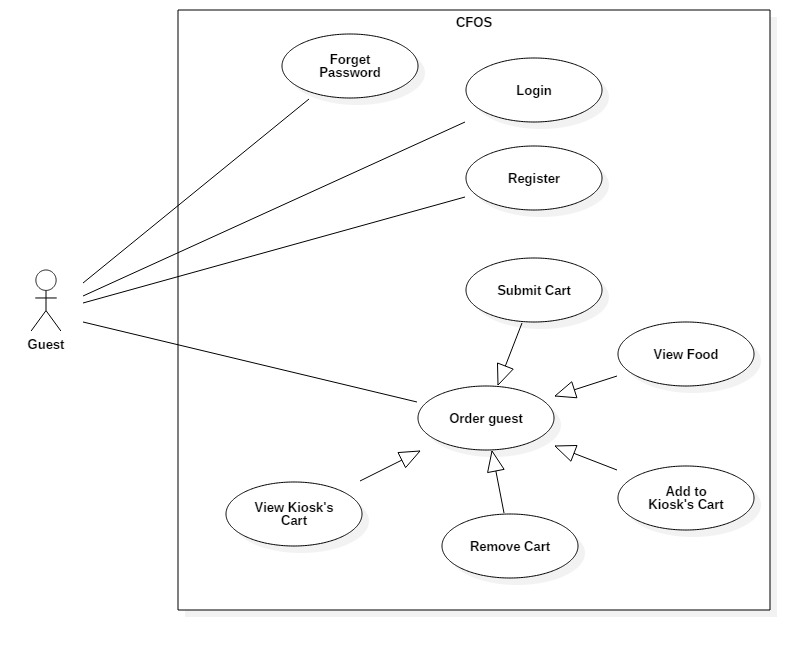 CFOS
Forget
Password
Login
Register
Submit Cart
Guest
View Food
Order guest
View Kiosk's
Cart
Add to
Kiosk's Cart
Remove Cart